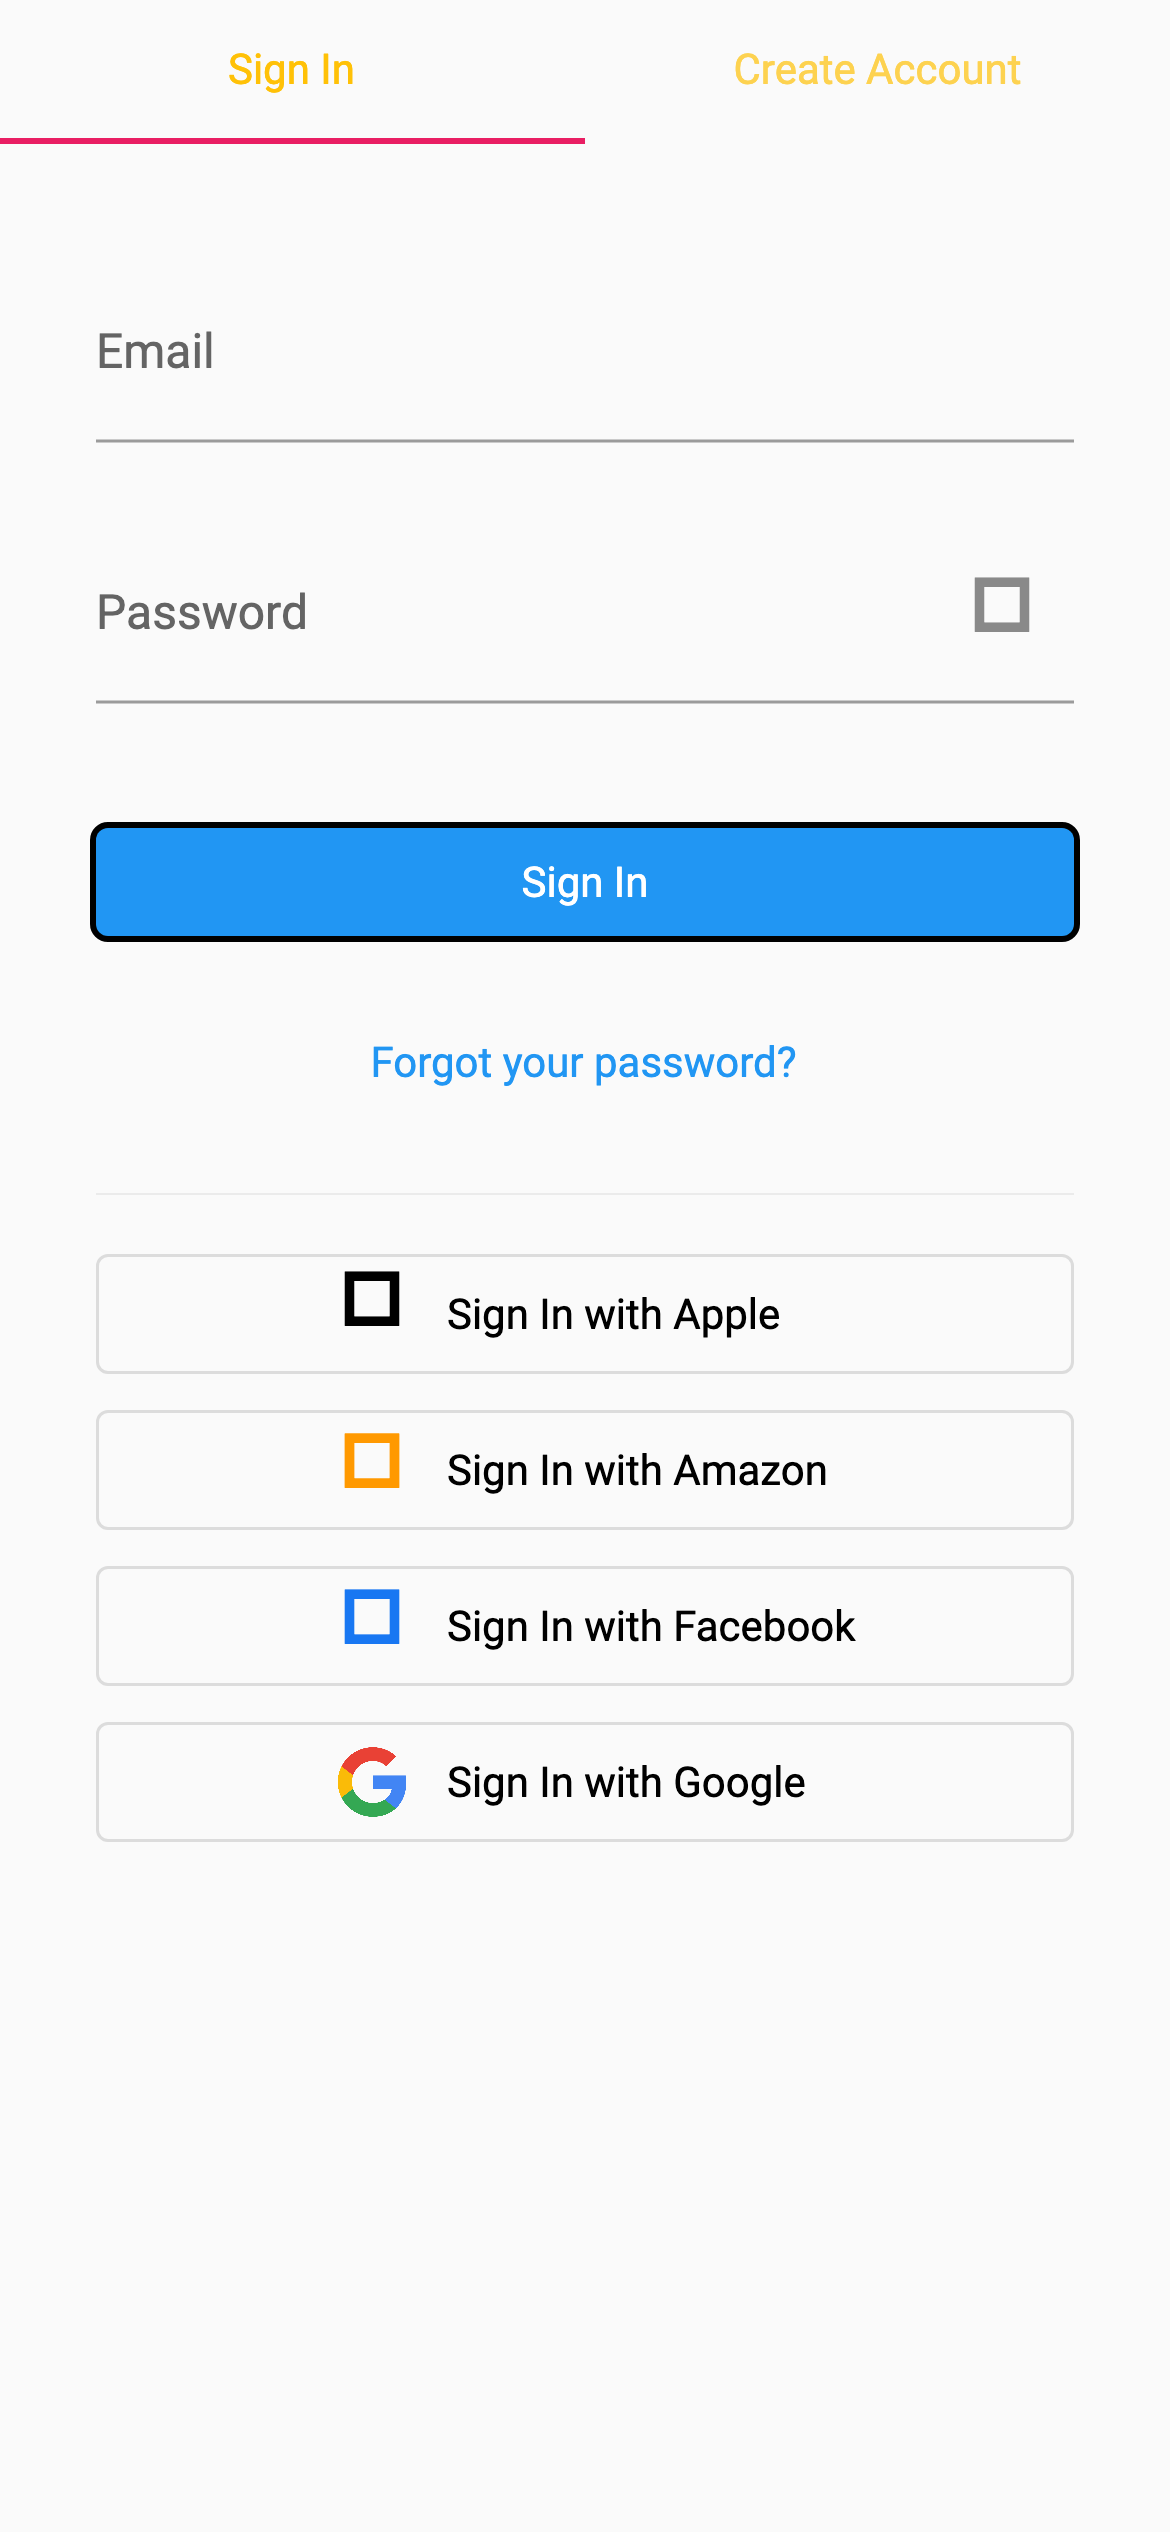 Sign In
Create Account
Email
Password
Sign In
Forgot your password?
Sign In with Apple
Sign In with Amazon
Sign In with Facebook
Sign In with Google